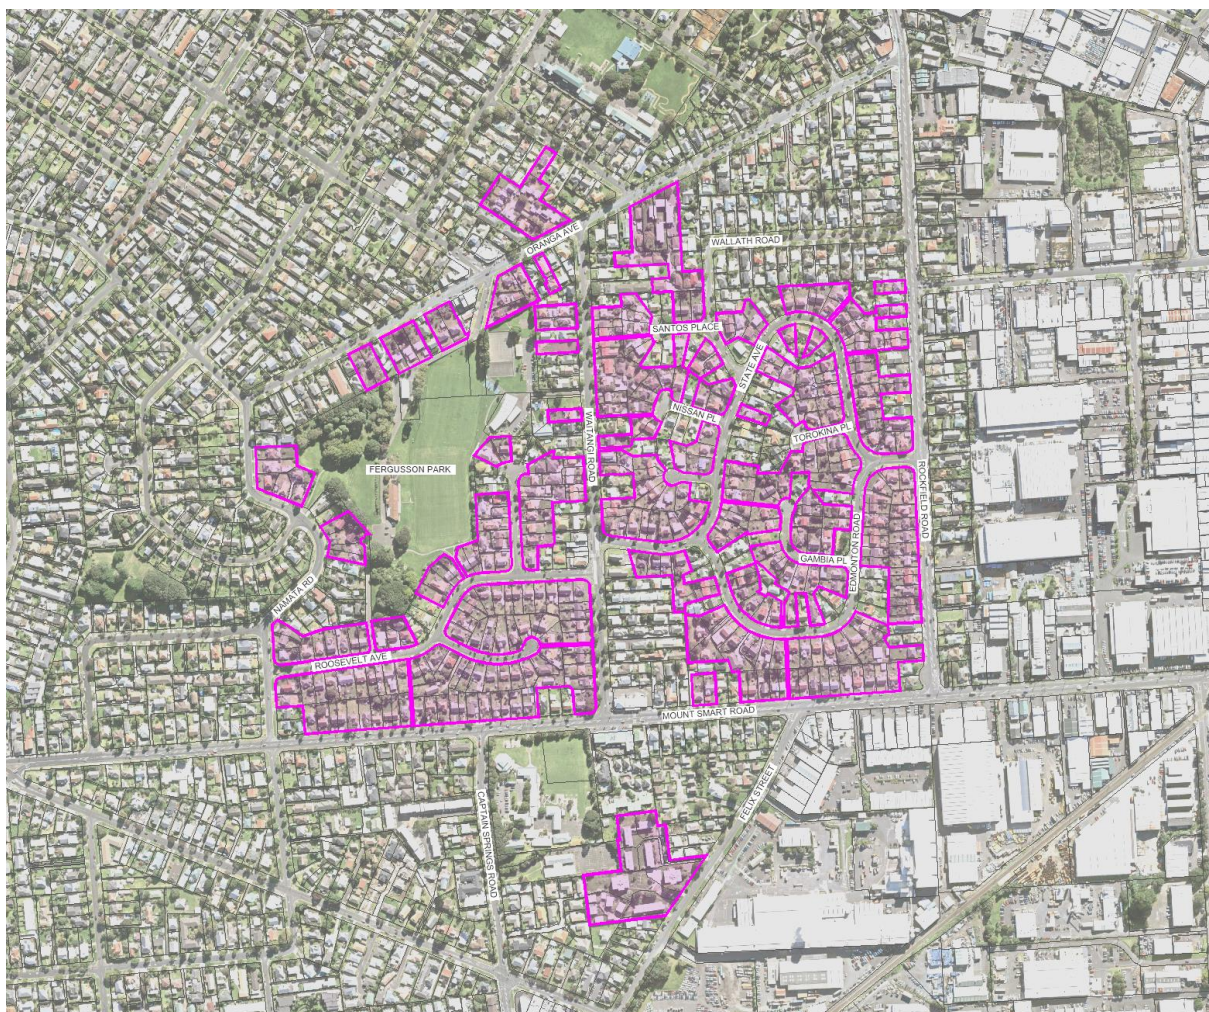 ORANGA AVE
WALLATH ROAD
SANTOS PLACE
STATE AVE
NISSAN PL
WAITANGI ROAD
TOROKINA PL
FERGUSSON PARK
ROCKFIELD ROAD
EDMONTON ROAD
GAMBIA PL
NAMATA RD
ROOSEVELT AVE
MOUNT SMART ROAD
FELIX STREET
CAPTAIN SPRINGS ROAD